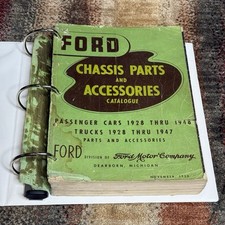 FORD
CHASSIS PARTS
AND
ACCESSORIES
CATALOGUE
PASSENGER CARS 1928 THRU 1948
TRUCKS 1928 THRU 1947
PARTS AND ACCESSORIES
FORD DIVISION OF Ford Motor Company
DEARBORN, MICHIGAN
NOVEMBER,